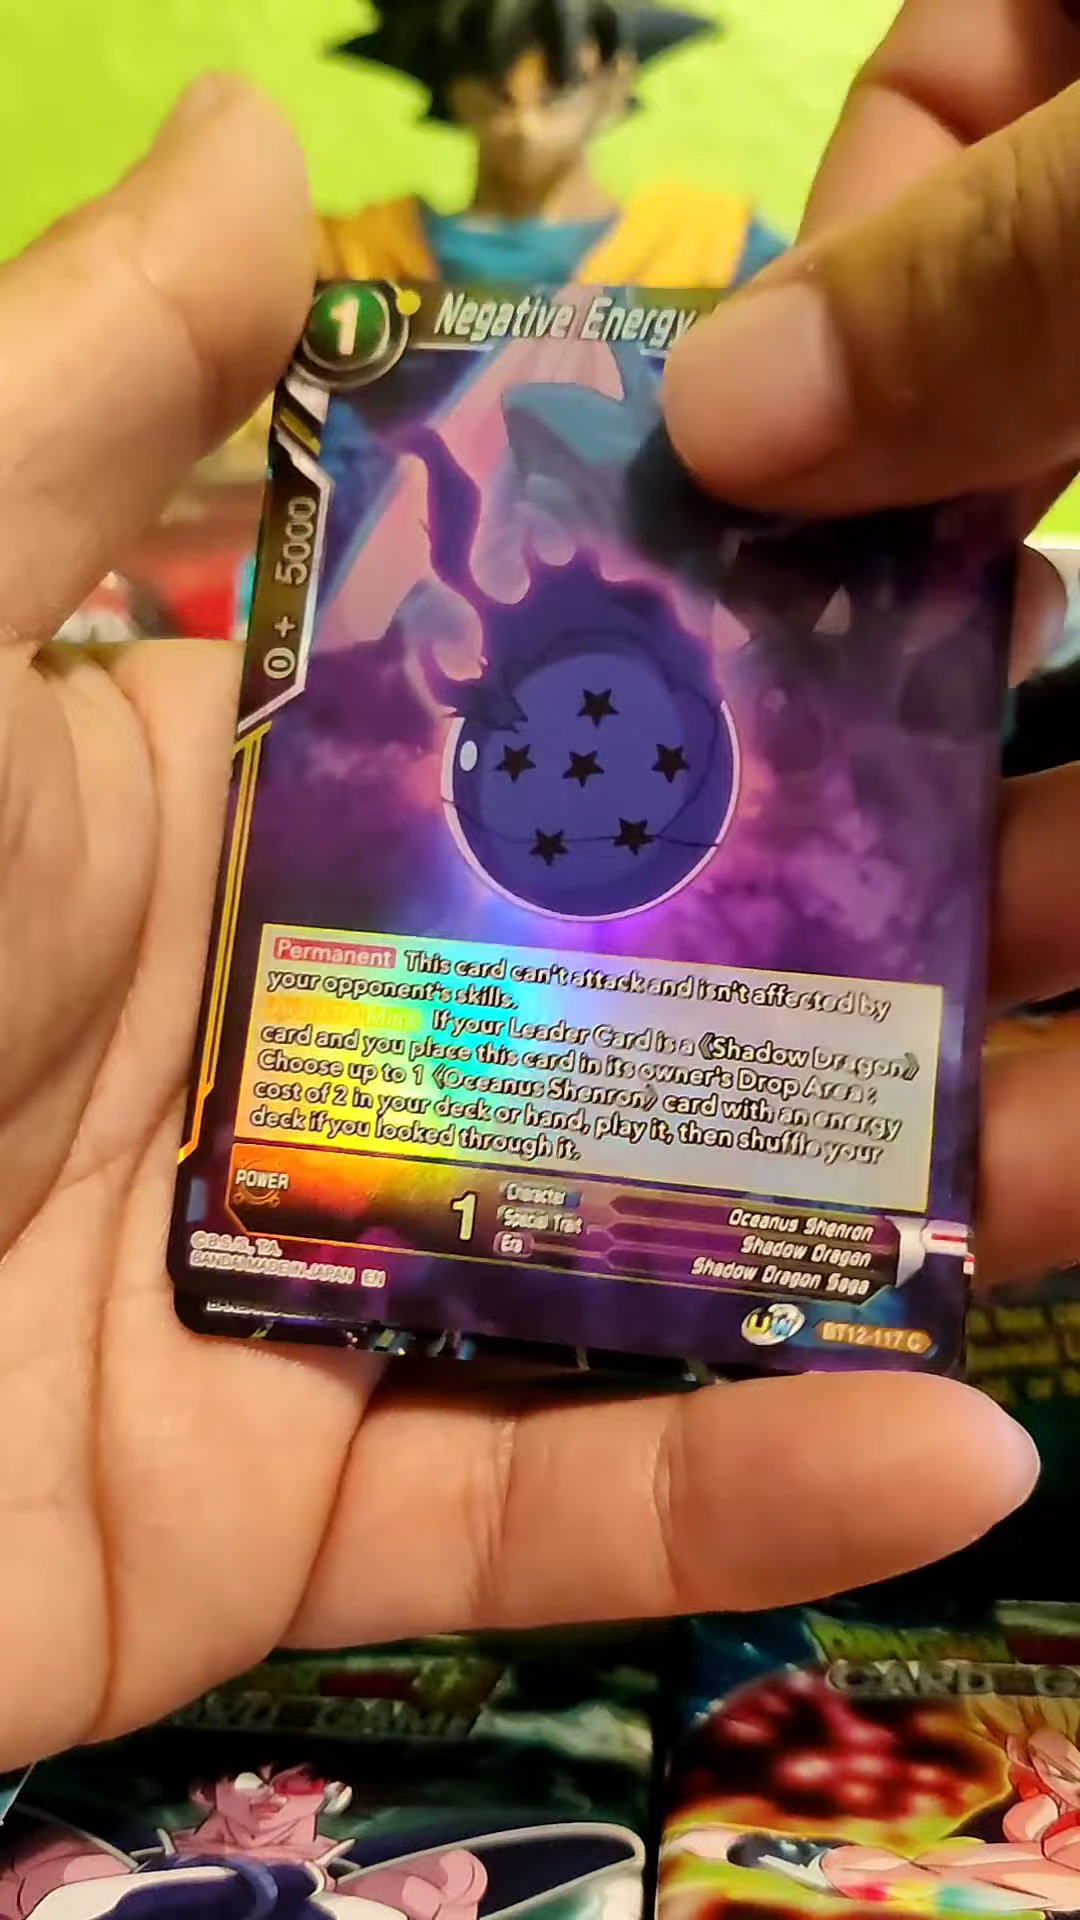 1
Negative Energy
0 + 5000
Permanent This card can't attack and isn't affected by
your opponent's skills.
If your Leader Card is a 《Shadow Dragon》
card and you place this card in its owner's Drop Area :
Choose up to 1 《Oceanus Shenron》 card with an energy
cost of 2 in your deck or hand, play it, then shuffle your
deck if you looked through it.
POWER
1
Character Oceanus Shenron
Special Trait Shadow Dragon
Era Shadow Dragon Saga
©B.S./S., T.A.
BANDAI MADE IN JAPAN EN
UW BT12-117 C
CARD GAME
CARD G